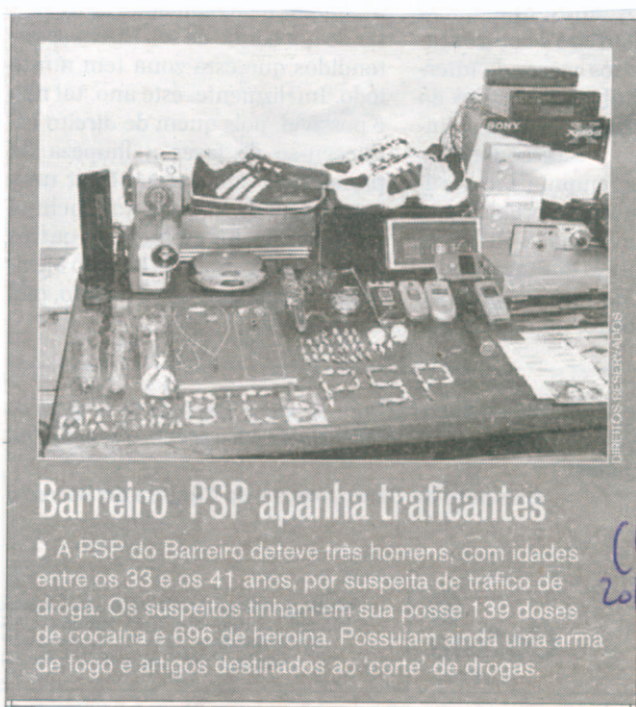 SONY
PSP
DIREITOS RESERVADOS
Barreiro PSP apanha traficantes
A PSP do Barreiro deteve três homens, com idades
entre os 33 e os 41 anos, por suspeita de tráfico de
droga. Os suspeitos tinham em sua posse 139 doses
de cocaína e 696 de heroína. Possuíam ainda uma arma
de fogo e artigos destinados ao ‘corte’ de drogas.